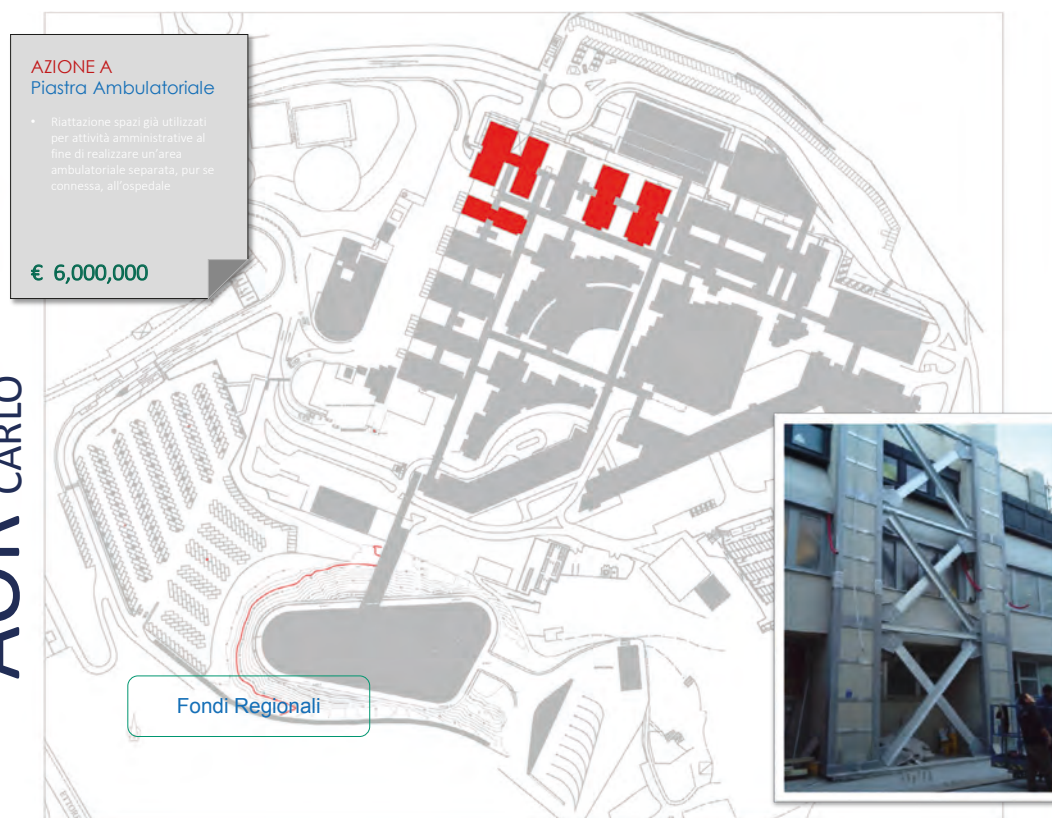 AZIONE A
Piastra Ambulatoriale
• Riattazione spazi già utilizzati
per attività amministrative al
fine di realizzare un'area
ambulatoriale separata, pur se
connessa, all'ospedale
€ 6,000,000
AOR CARLO
Fondi Regionali